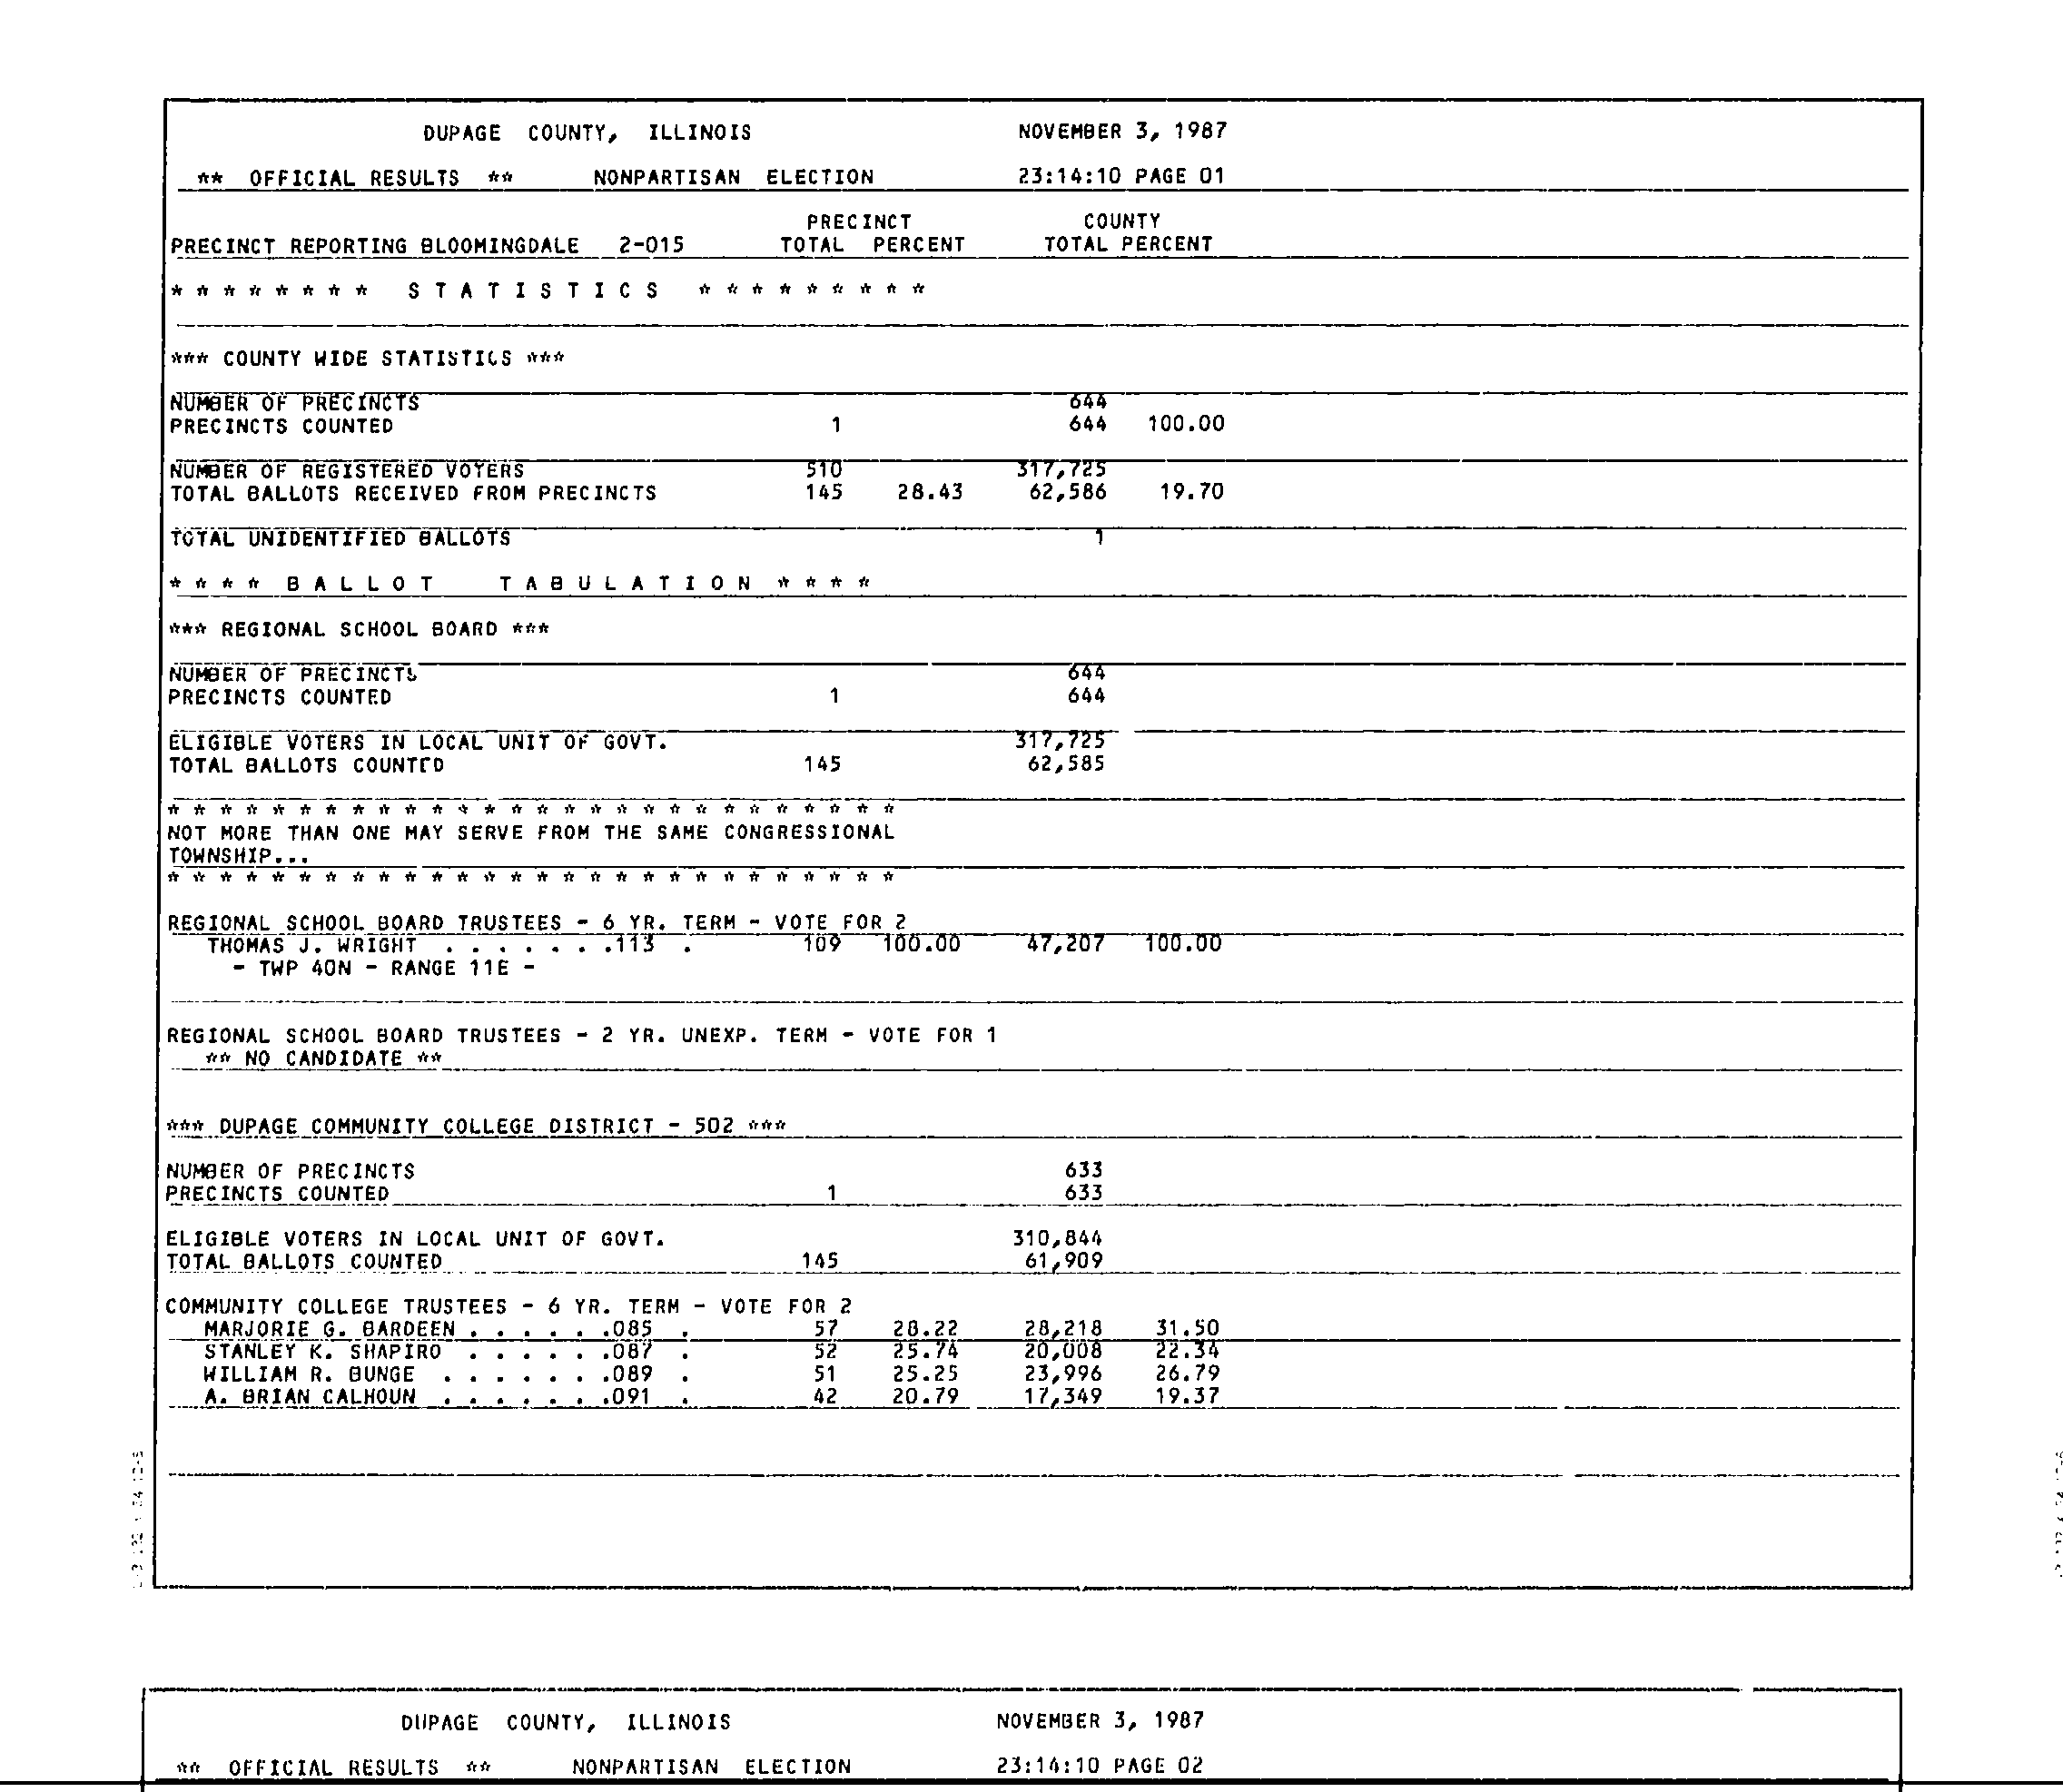 DUPAGE COUNTY, ILLINOIS NOVEMBER 3, 1987
** OFFICIAL RESULTS ** NONPARTISAN ELECTION 23:14:10 PAGE 01
PRECINCT COUNTY
PRECINCT REPORTING BLOOMINGDALE 2-015 TOTAL PERCENT TOTAL PERCENT
* * * * * * * * S T A T I S T I C S * * * * * * * * *
*** COUNTY WIDE STATISTICS ***
NUMBER OF PRECINCTS 644
PRECINCTS COUNTED 1 644 100.00
NUMBER OF REGISTERED VOTERS 510 317,725
TOTAL BALLOTS RECEIVED FROM PRECINCTS 145 28.43 62,586 19.70
TOTAL UNIDENTIFIED BALLOTS 1
* * * * B A L L O T T A B U L A T I O N * * * *
*** REGIONAL SCHOOL BOARD ***
NUMBER OF PRECINCTS 644
PRECINCTS COUNTED 1 644
ELIGIBLE VOTERS IN LOCAL UNIT OF GOVT. 317,725
TOTAL BALLOTS COUNTED 145 62,585
* * * * * * * * * * * * * * * * * * * * * * * * * * * *
NOT MORE THAN ONE MAY SERVE FROM THE SAME CONGRESSIONAL
TOWNSHIP...
* * * * * * * * * * * * * * * * * * * * * * * * * * * *
REGIONAL SCHOOL BOARD TRUSTEES - 6 YR. TERM - VOTE FOR 2
THOMAS J. WRIGHT . . . . . . .113 . 109 100.00 47,207 100.00
- TWP 40N - RANGE 11E -
REGIONAL SCHOOL BOARD TRUSTEES - 2 YR. UNEXP. TERM - VOTE FOR 1
** NO CANDIDATE **
*** DUPAGE COMMUNITY COLLEGE DISTRICT - 502 ***
NUMBER OF PRECINCTS 633
PRECINCTS COUNTED 1 633
ELIGIBLE VOTERS IN LOCAL UNIT OF GOVT. 310,844
TOTAL BALLOTS COUNTED 145 61,909
COMMUNITY COLLEGE TRUSTEES - 6 YR. TERM - VOTE FOR 2
MARJORIE G. BARDEEN . . . . . .085 . 57 28.22 28,218 31.50
STANLEY K. SHAPIRO . . . . . .087 . 52 25.74 20,008 22.34
WILLIAM R. BUNGE . . . . . . .089 . 51 25.25 23,996 26.79
A. BRIAN CALHOUN . . . . . . .091 . 42 20.79 17,349 19.37
DUPAGE COUNTY, ILLINOIS NOVEMBER 3, 1987
** OFFICIAL RESULTS ** NONPARTISAN ELECTION 23:14:10 PAGE 02